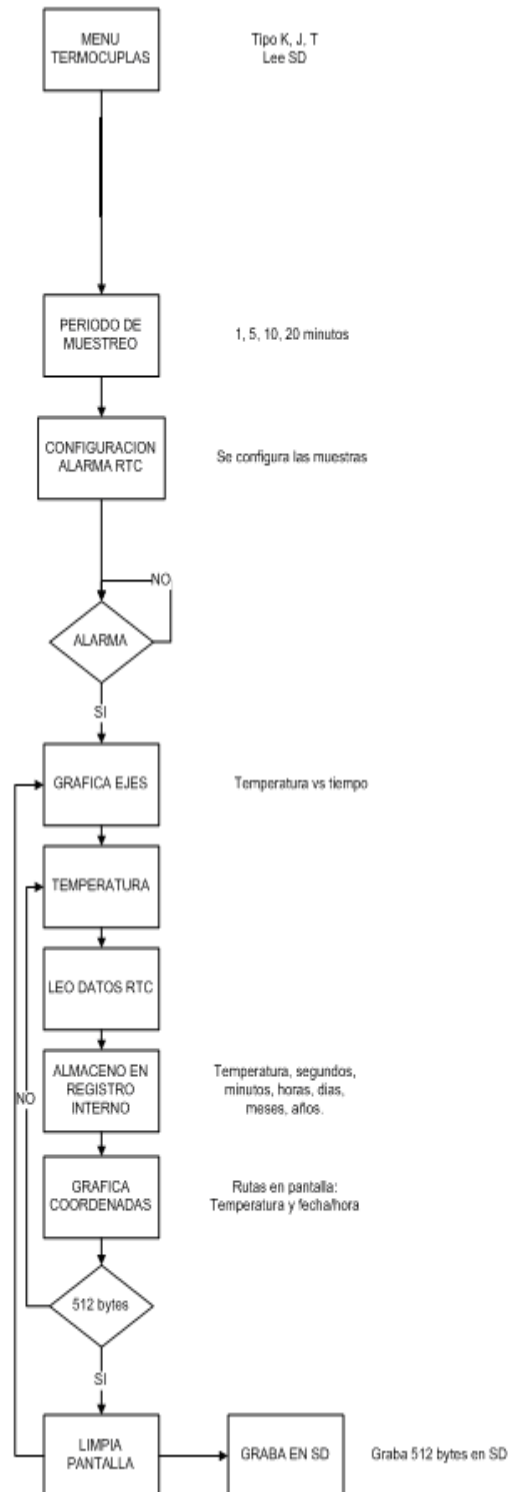 MENU
TERMOCUPLAS
Tipo K, J, T
Lee SD
PERIODO DE
MUESTREO
1, 5, 10, 20 minutos
CONFIGURACION
ALARMA RTC
Se configura las muestras
NO
ALARMA
SI
GRAFICA EJES
Temperatura vs tiempo
TEMPERATURA
LEO DATOS RTC
ALMACENO EN
REGISTRO
INTERNO
Temperatura, segundos,
minutos, horas, dias,
meses, años.
NO
GRAFICA
COORDENADAS
Rutas en pantalla:
Temperatura y fecha/hora
512 bytes
SI
LIMPIA
PANTALLA
GRABA EN SD
Graba 512 bytes en SD